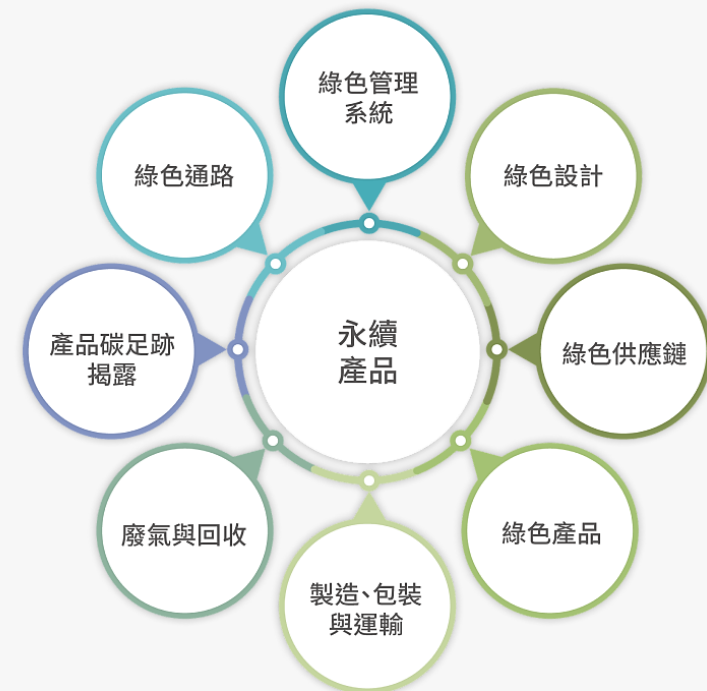 綠色管理
系統
綠色通路
綠色設計
永續
產品
產品碳足跡
揭露
綠色供應鏈
廢氣與回收
綠色產品
製造、包裝
與運輸